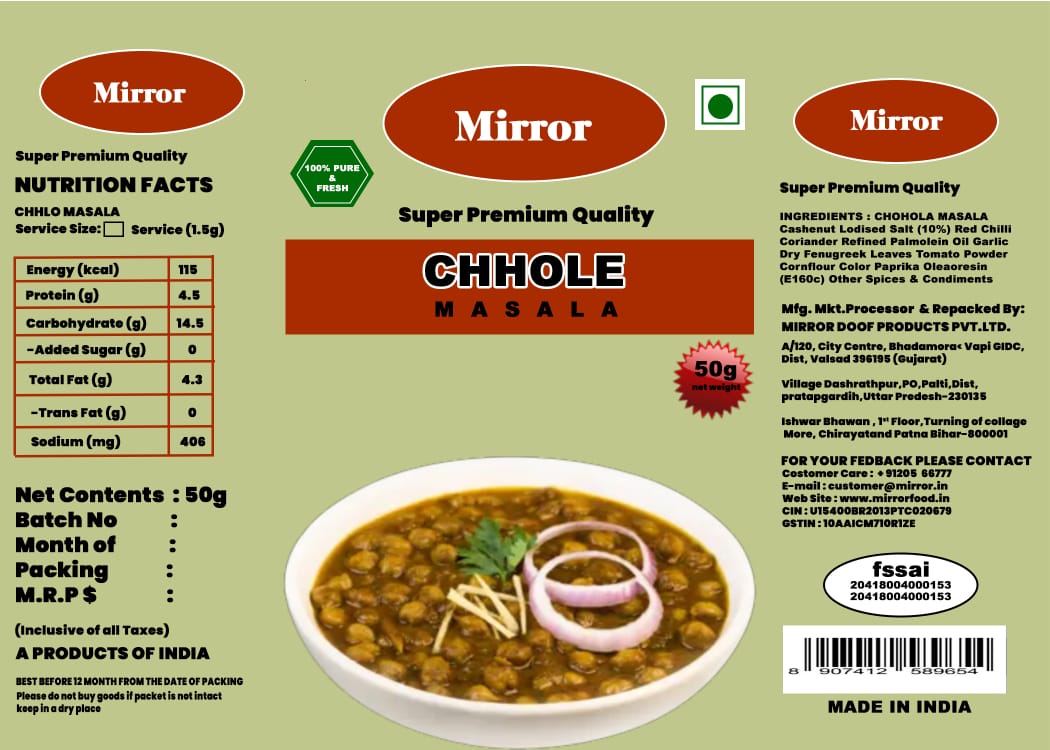 Mirror
Super Premium Quality
NUTRITION FACTS
CHHLO MASALA
Service Size: Service (1.5g)
Energy (kcal) 115
Protein (g) 4.5
Carbohydrate (g) 14.5
-Added Sugar (g) 0
Total Fat (g) 4.3
-Trans Fat (g) 0
Sodium (mg) 406
Net Contents : 50g
Batch No :
Month of :
Packing :
M.R.P $ :
(Inclusive of all Taxes)
A PRODUCTS OF INDIA
BEST BEFORE 12 MONTH FROM THE DATE OF PACKING
Please do not buy goods if packet is not intact
keep in a dry place
Mirror
100% PURE
&
FRESH
Super Premium Quality
CHHOLE
MASALA
50g
net weight
Mirror
Super Premium Quality
INGREDIENTS : CHOHOLA MASALA
Cashenut Lodised Salt (10%) Red Chilli
Coriander Refined Palmolein Oil Garlic
Dry Fenugreek Leaves Tomato Powder
Cornflour Color Paprika Oleaoresin
(E160c) Other Spices & Condiments
Mfg. Mkt.Processor & Repacked By:
MIRROR DOOF PRODUCTS PVT.LTD.
A/120, City Centre, Bhadamora< Vapi GIDC,
Dist, Valsad 396195 (Gujarat)
Village Dashrathpur,PO,Palti,Dist,
pratapgardih,Uttar Predesh-230135
Ishwar Bhawan , 1st Floor,Turning of collage
More, Chirayatand Patna Bihar-800001
FOR YOUR FEDBACK PLEASE CONTACT
Costomer Care : + 91205 66777
E-mail : customer@mirror.in
Web Site : www.mirrorfood.in
CIN : U15400BR2013PTC020679
GSTIN : 10AAICM710R1ZE
fssai
20418004000153
20418004000153
8 907412 589654
MADE IN INDIA